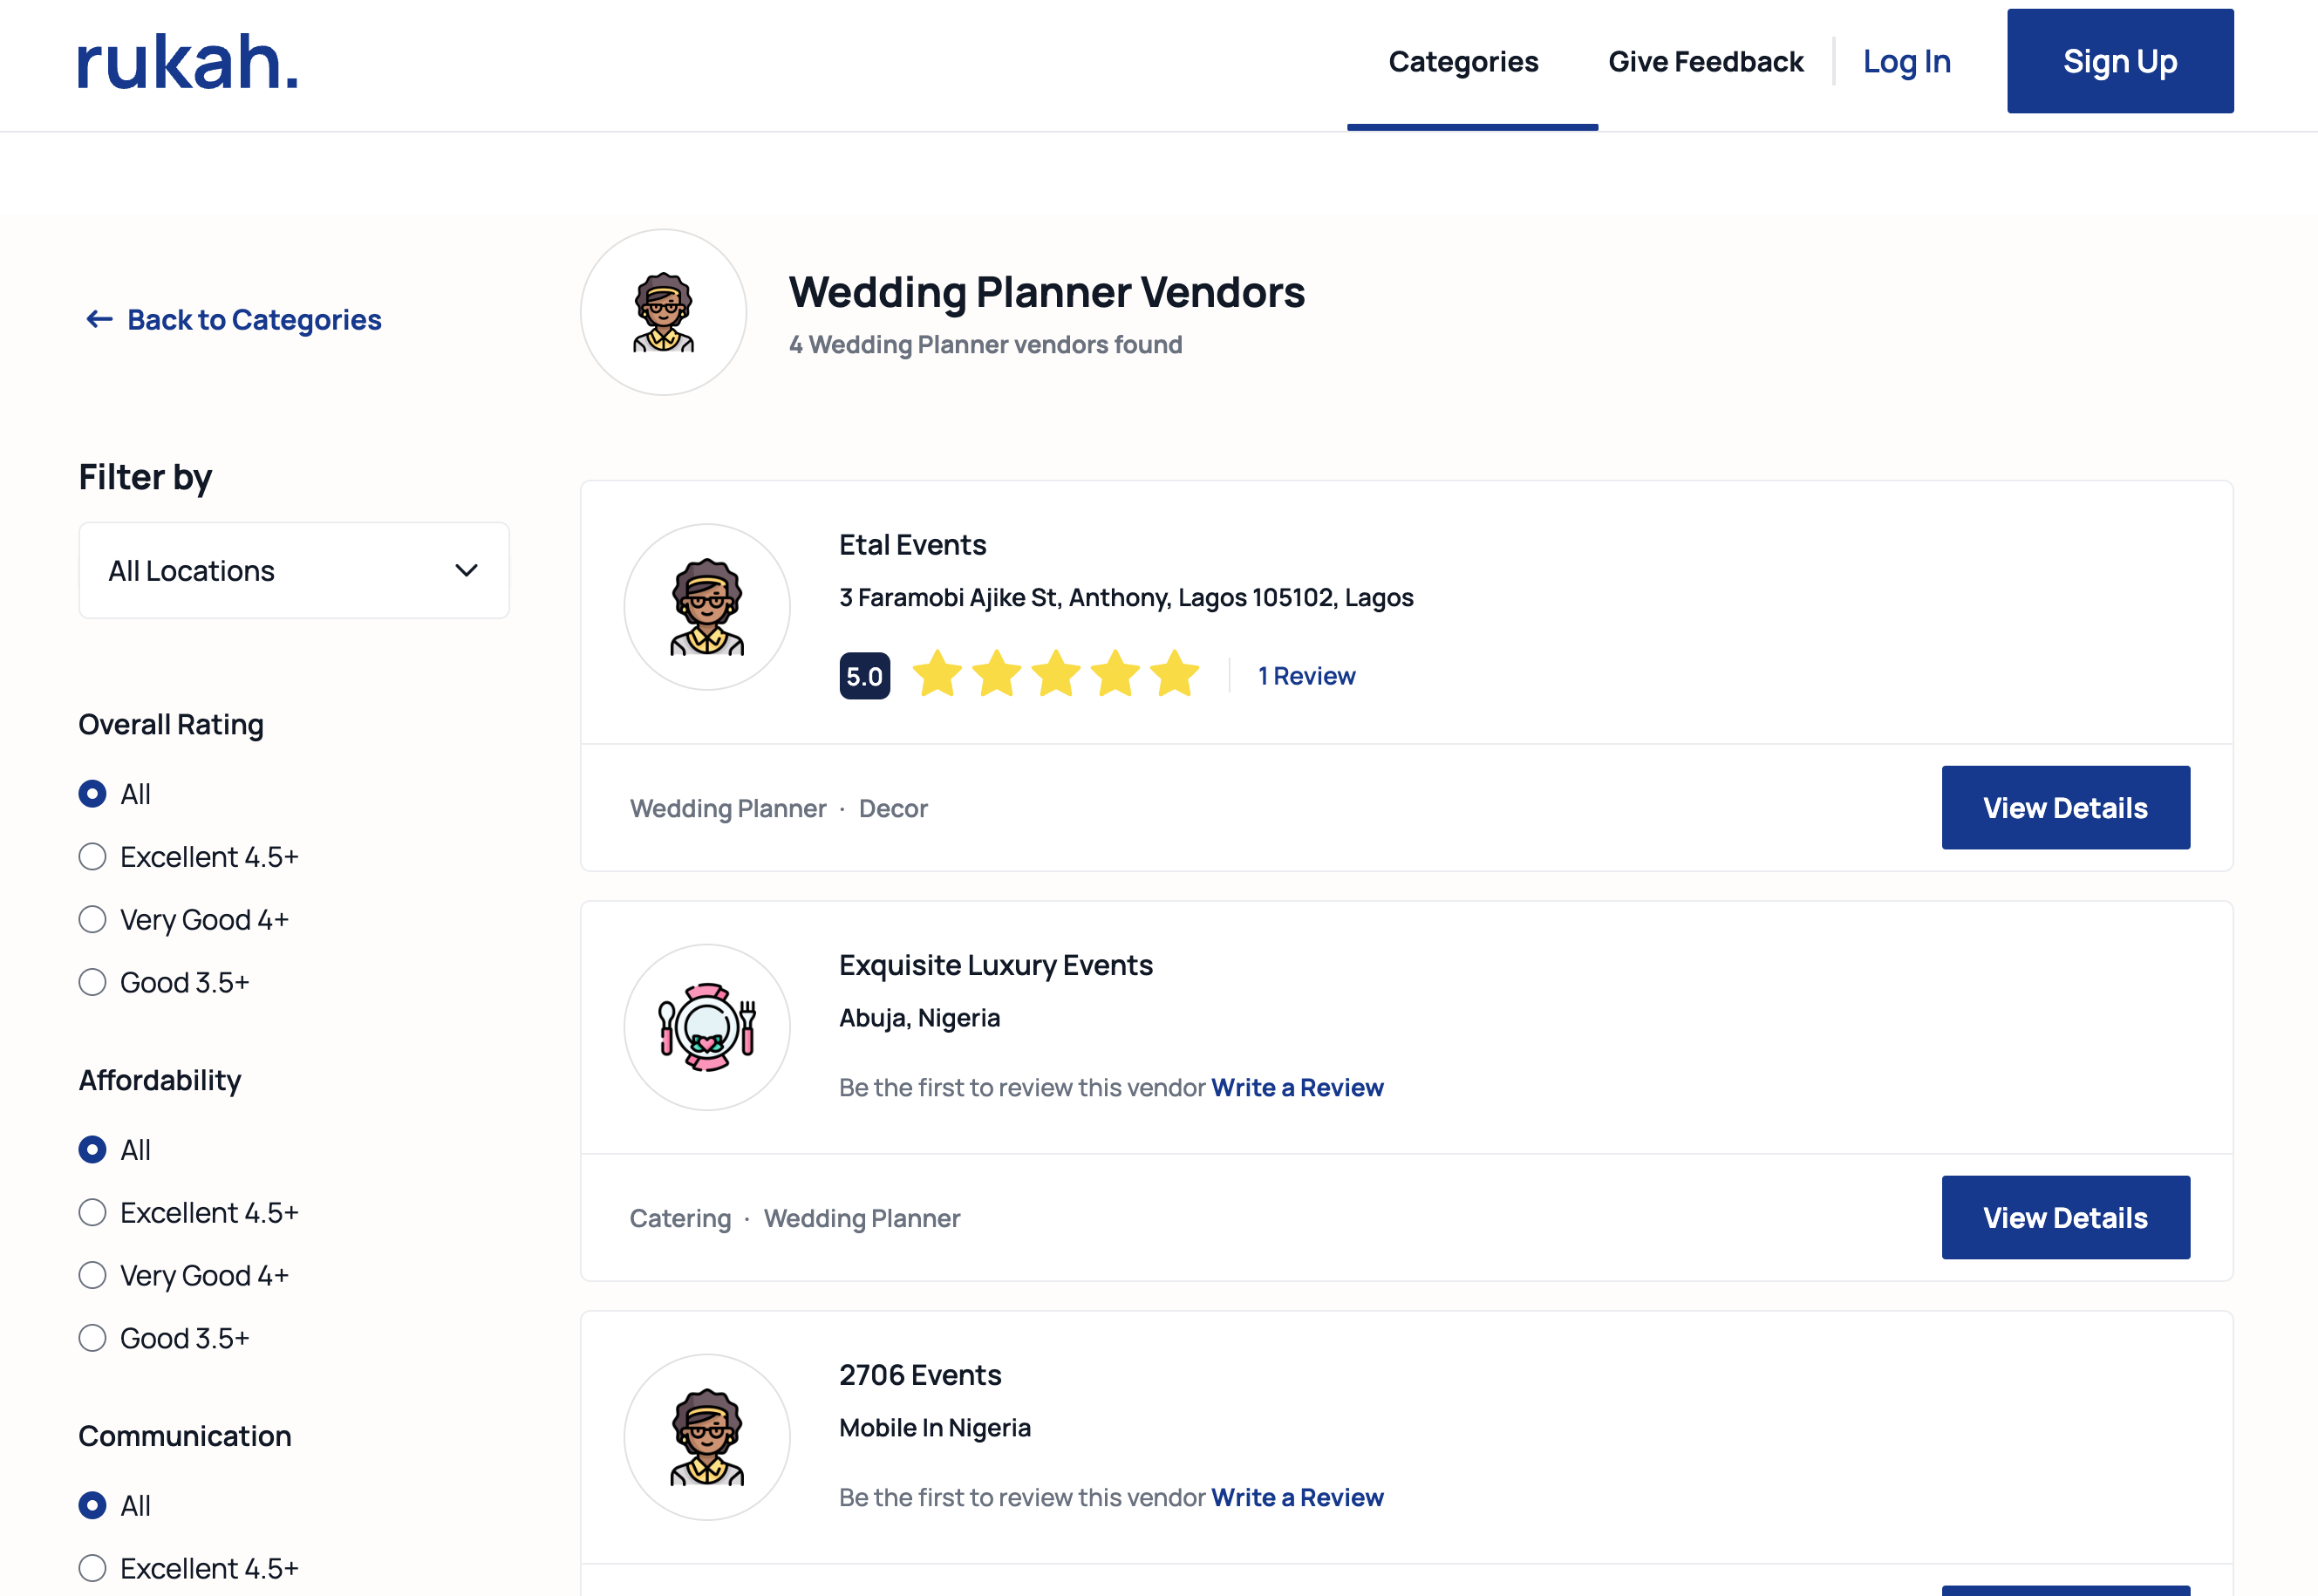 rukah.
Categories
Give Feedback
Log In
Sign Up
← Back to Categories
Wedding Planner Vendors
4 Wedding Planner vendors found
Filter by
All Locations
Overall Rating
All
Excellent 4.5+
Very Good 4+
Good 3.5+
Affordability
All
Excellent 4.5+
Very Good 4+
Good 3.5+
Communication
All
Excellent 4.5+
Etal Events
3 Faramobi Ajike St, Anthony, Lagos 105102, Lagos
5.0
1 Review
Wedding Planner · Decor
View Details
Exquisite Luxury Events
Abuja, Nigeria
Be the first to review this vendor Write a Review
Catering · Wedding Planner
View Details
2706 Events
Mobile In Nigeria
Be the first to review this vendor Write a Review